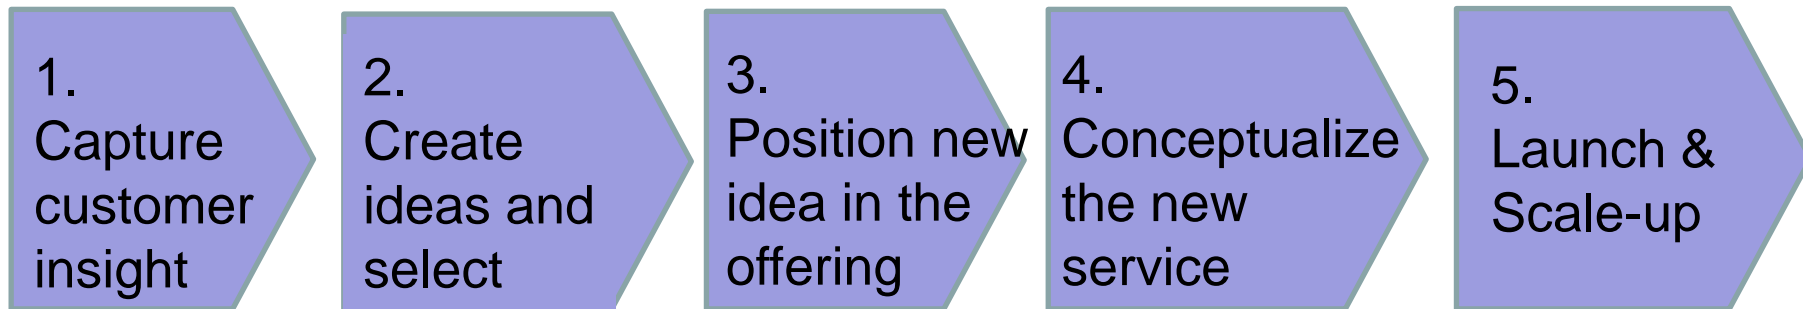 1.
Capture
customer
insight
2.
Create
ideas and
select
3.
Position new
idea in the
offering
4.
Conceptualize
the new
service
5.
Launch &
Scale-up